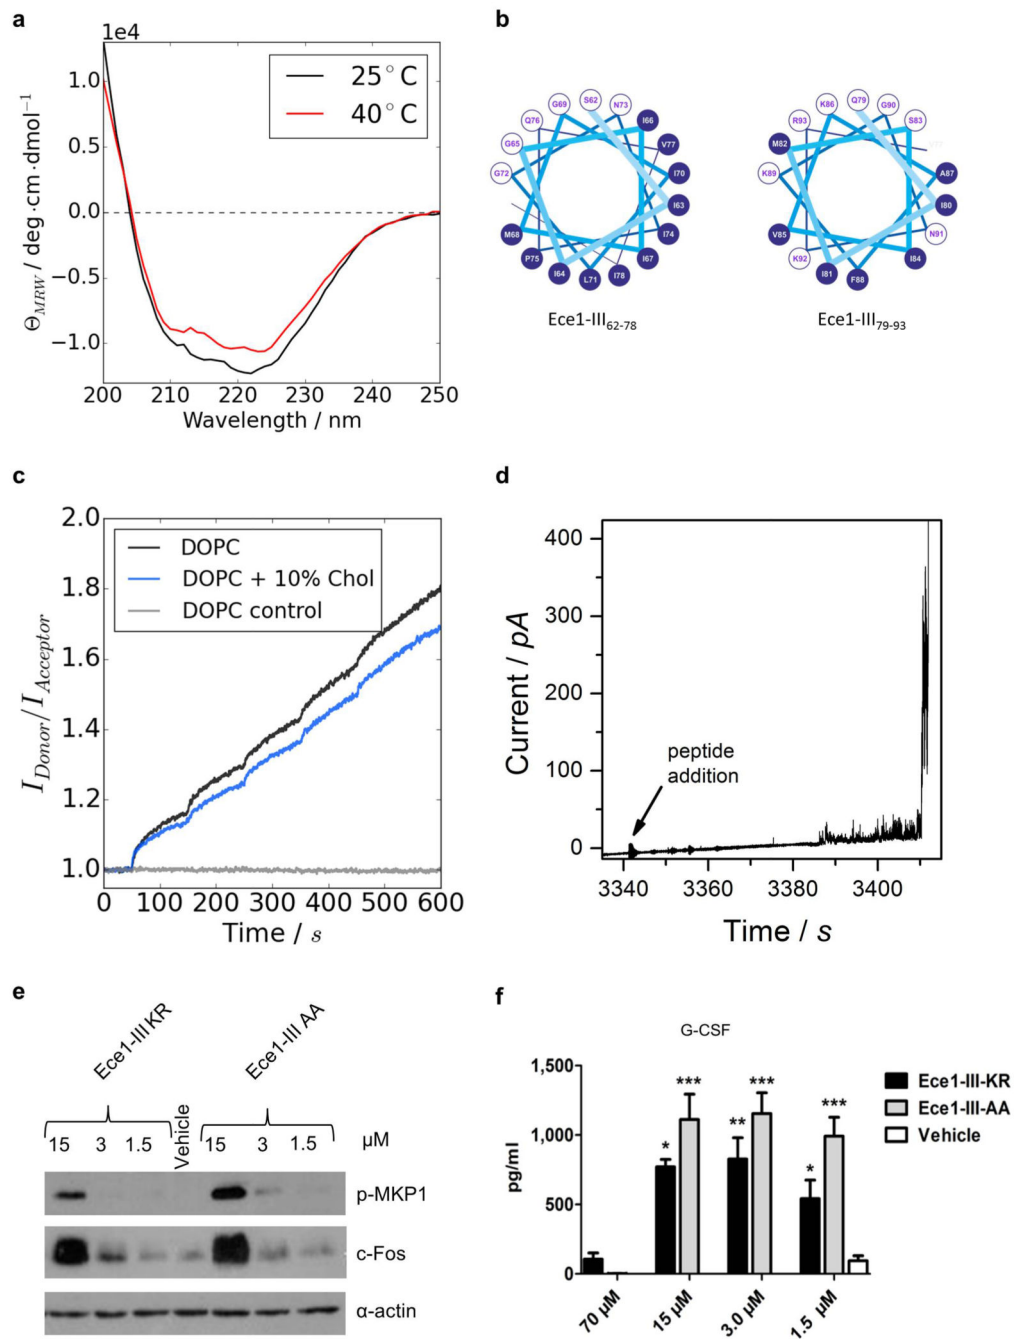 a
1e4
Θ_MRW / deg·cm·dmol⁻¹
1.0
0.5
0.0
−0.5
−1.0
25°C
40°C
200 210 220 230 240 250
Wavelength / nm
b
S62 N73 I66 V77 I70 I63 I74 I67 I78 L71 I64 P75 M68 G72 G65 Q76 G69
Ece1-III62-78
Q79 G90 S83 A87 I80 N91 I84 F88 I81 K92 V85 K89 M82 R93 K86
Ece1-III79-93
c
I_Donor/I_Acceptor
2.0
1.8
1.6
1.4
1.2
1.0
DOPC
DOPC + 10% Chol
DOPC control
0 100 200 300 400 500 600
Time / s
d
Current / pA
400
300
200
100
0
peptide
addition
3340 3360 3380 3400
Time / s
e
Ece1-III KR
Ece1-III AA
15 3 1.5 Vehicle 15 3 1.5 µM
p-MKP1
c-Fos
α-actin
f
G-CSF
pg/ml
1,500
1,000
500
0
* *** ** *** * ***
Ece1-III-KR
Ece1-III-AA
Vehicle
70 µM 15 µM 3.0 µM 1.5 µM